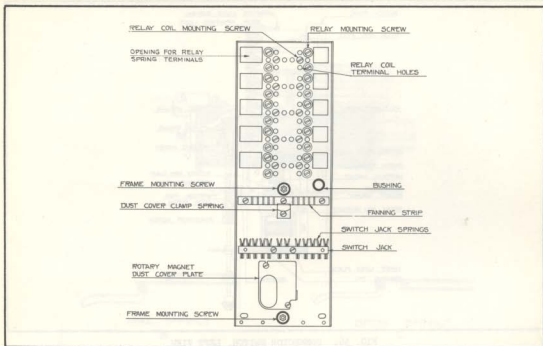 RELAY COIL MOUNTING SCREW
RELAY MOUNTING SCREW
OPENING FOR RELAY
SPRING TERMINALS
RELAY COIL
TERMINAL HOLES
FRAME MOUNTING SCREW
BUSHING
DUST COVER CLAMP SPRING
FANNING STRIP
SWITCH JACK SPRINGS
SWITCH JACK
ROTARY MAGNET
DUST COVER PLATE
FRAME MOUNTING SCREW